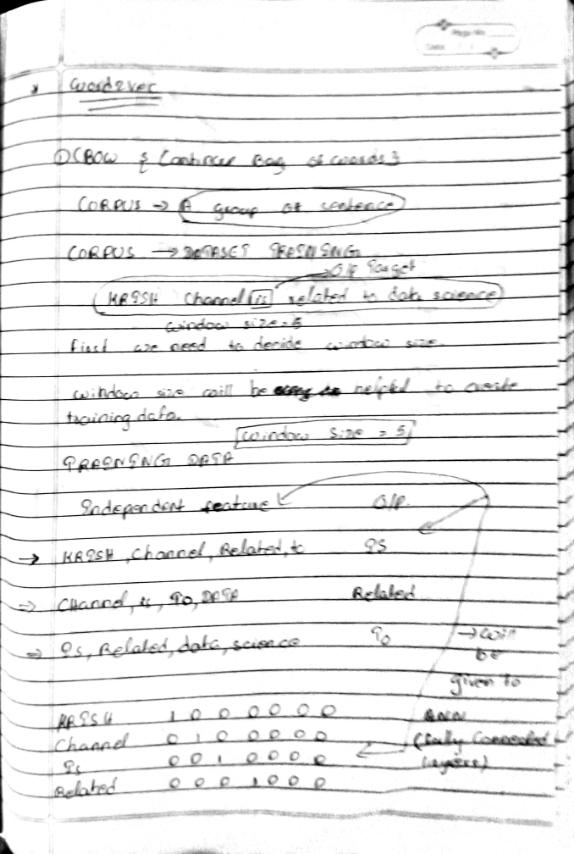 Page No.
Date
* Word2vec
① CBOW { Continuous Bag of words }
CORPUS → A group of sentence
CORPUS → DATASET TRAINING
→ O/P Target
KRISH Channel is related to data science
window size = 5
First we need to decide window size
window size will be helpful to create
training data.
window size = 5
TRAINING DATA
Independent feature O/P
→ KRISH, Channel, Related, to IS
⇒ CHannel, is, To, DATA Related
⇒ Is, Related, data, science To → will
be
given to
KRISH 1 0 0 0 0 0 0 ANN
Channel 0 1 0 0 0 0 0 (Fully Connected
Is 0 0 1 0 0 0 0 Layers)
Related 0 0 0 1 0 0 0